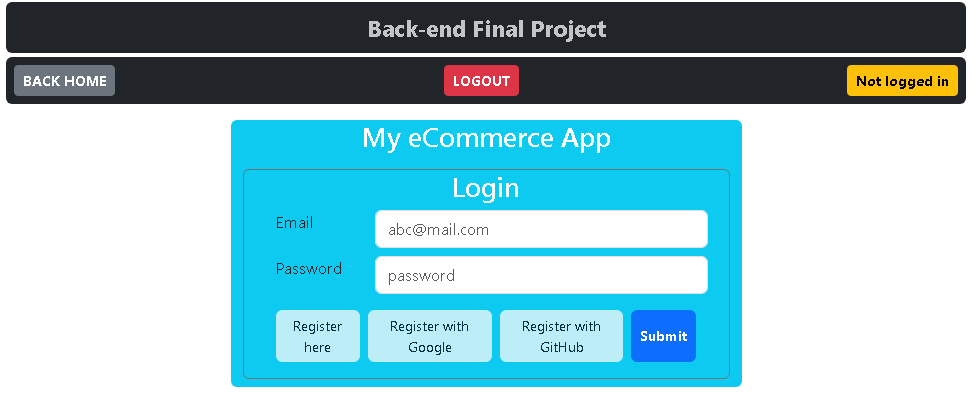 Back-end Final Project
BACK HOME
LOGOUT
Not logged in
My eCommerce App
Login
Email
abc@mail.com
Password
password
Register
here
Register with
Google
Register with
GitHub
Submit